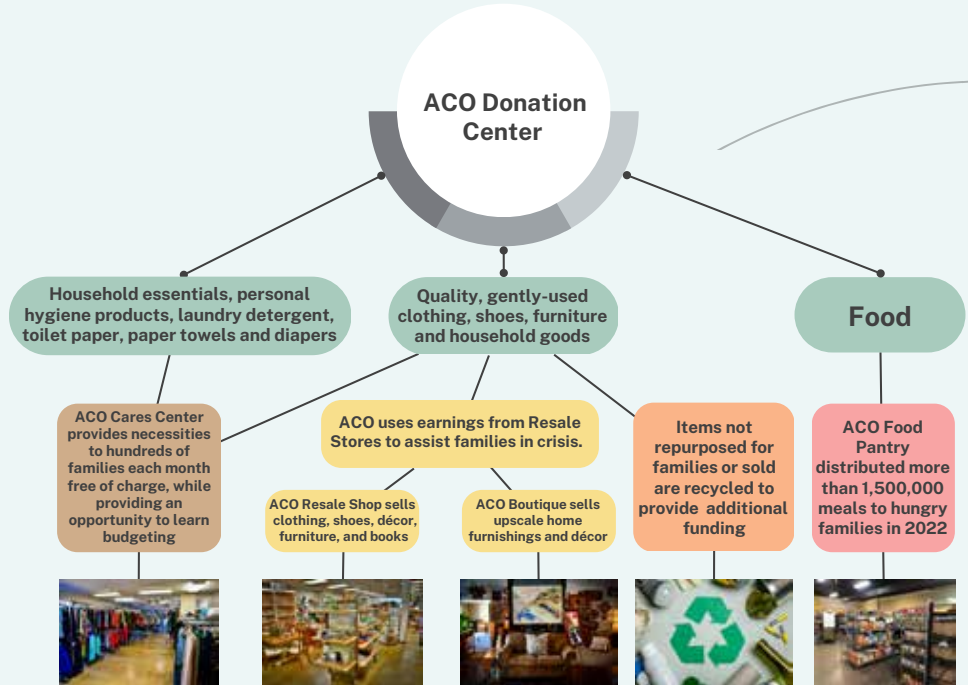 ACO Donation
Center
Household essentials, personal
hygiene products, laundry detergent,
toilet paper, paper towels and diapers
Quality, gently-used
clothing, shoes, furniture
and household goods
Food
ACO Cares Center
provides necessities
to hundreds of
families each month
free of charge, while
providing an
opportunity to learn
budgeting
ACO uses earnings from Resale
Stores to assist families in crisis.
ACO Resale Shop sells
clothing, shoes, décor,
furniture, and books
ACO Boutique sells
upscale home
furnishings and décor
Items not
repurposed for
families or sold
are recycled to
provide additional
funding
ACO Food
Pantry
distributed more
than 1,500,000
meals to hungry
families in 2022